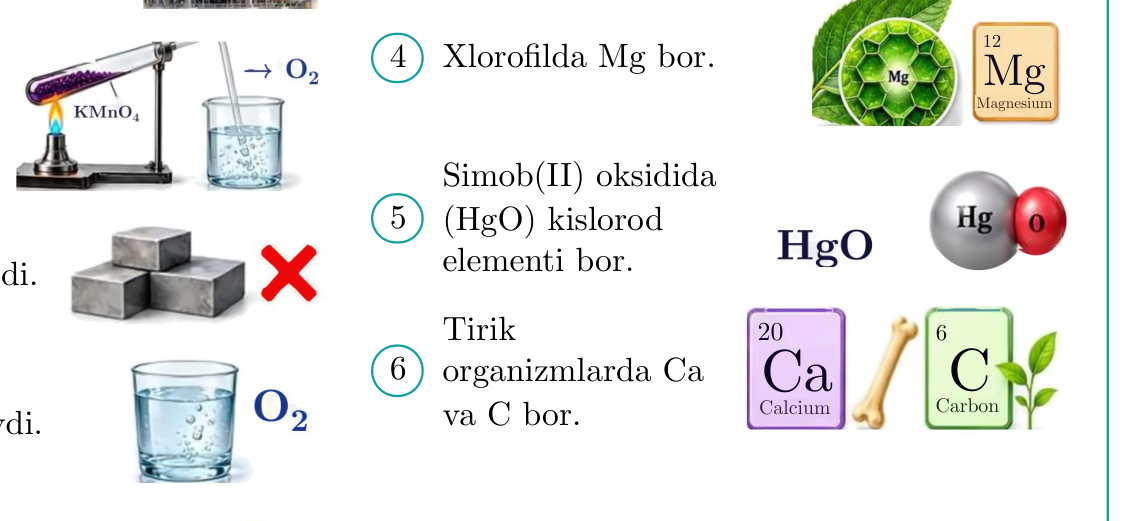 KMnO₄
→ O₂
di.
O₂
ydi.
4 Xlorofilda Mg bor.
Mg
12
Mg
Magnesium
Simob(II) oksidida
5 (HgO) kislorod
elementi bor.
HgO
Hg O
Tirik
6 organizmlarda Ca
va C bor.
20
Ca
Calcium
6
C
Carbon